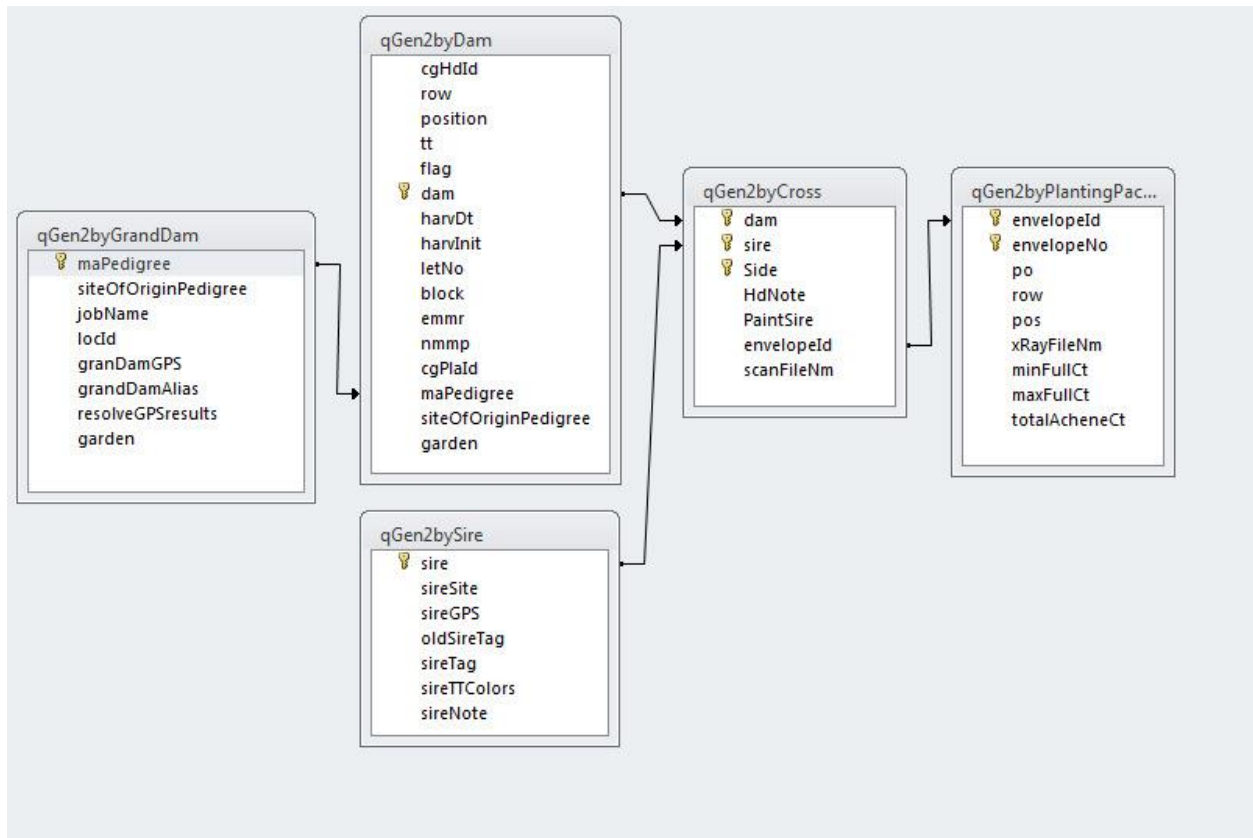 qGen2byGrandDam
maPedigree
siteOfOriginPedigree
jobName
locId
granDamGPS
grandDamAlias
resolveGPSresults
garden
qGen2byDam
cgHdId
row
position
tt
flag
dam
harvDt
harvInit
letNo
block
emmr
nmmp
cgPlaId
maPedigree
siteOfOriginPedigree
garden
qGen2bySire
sire
sireSite
sireGPS
oldSireTag
sireTag
sireTTColors
sireNote
qGen2byCross
dam
sire
Side
HdNote
PaintSire
envelopeId
scanFileNm
qGen2byPlantingPac...
envelopeId
envelopeNo
po
row
pos
xRayFileNm
minFullCt
maxFullCt
totalAcheneCt